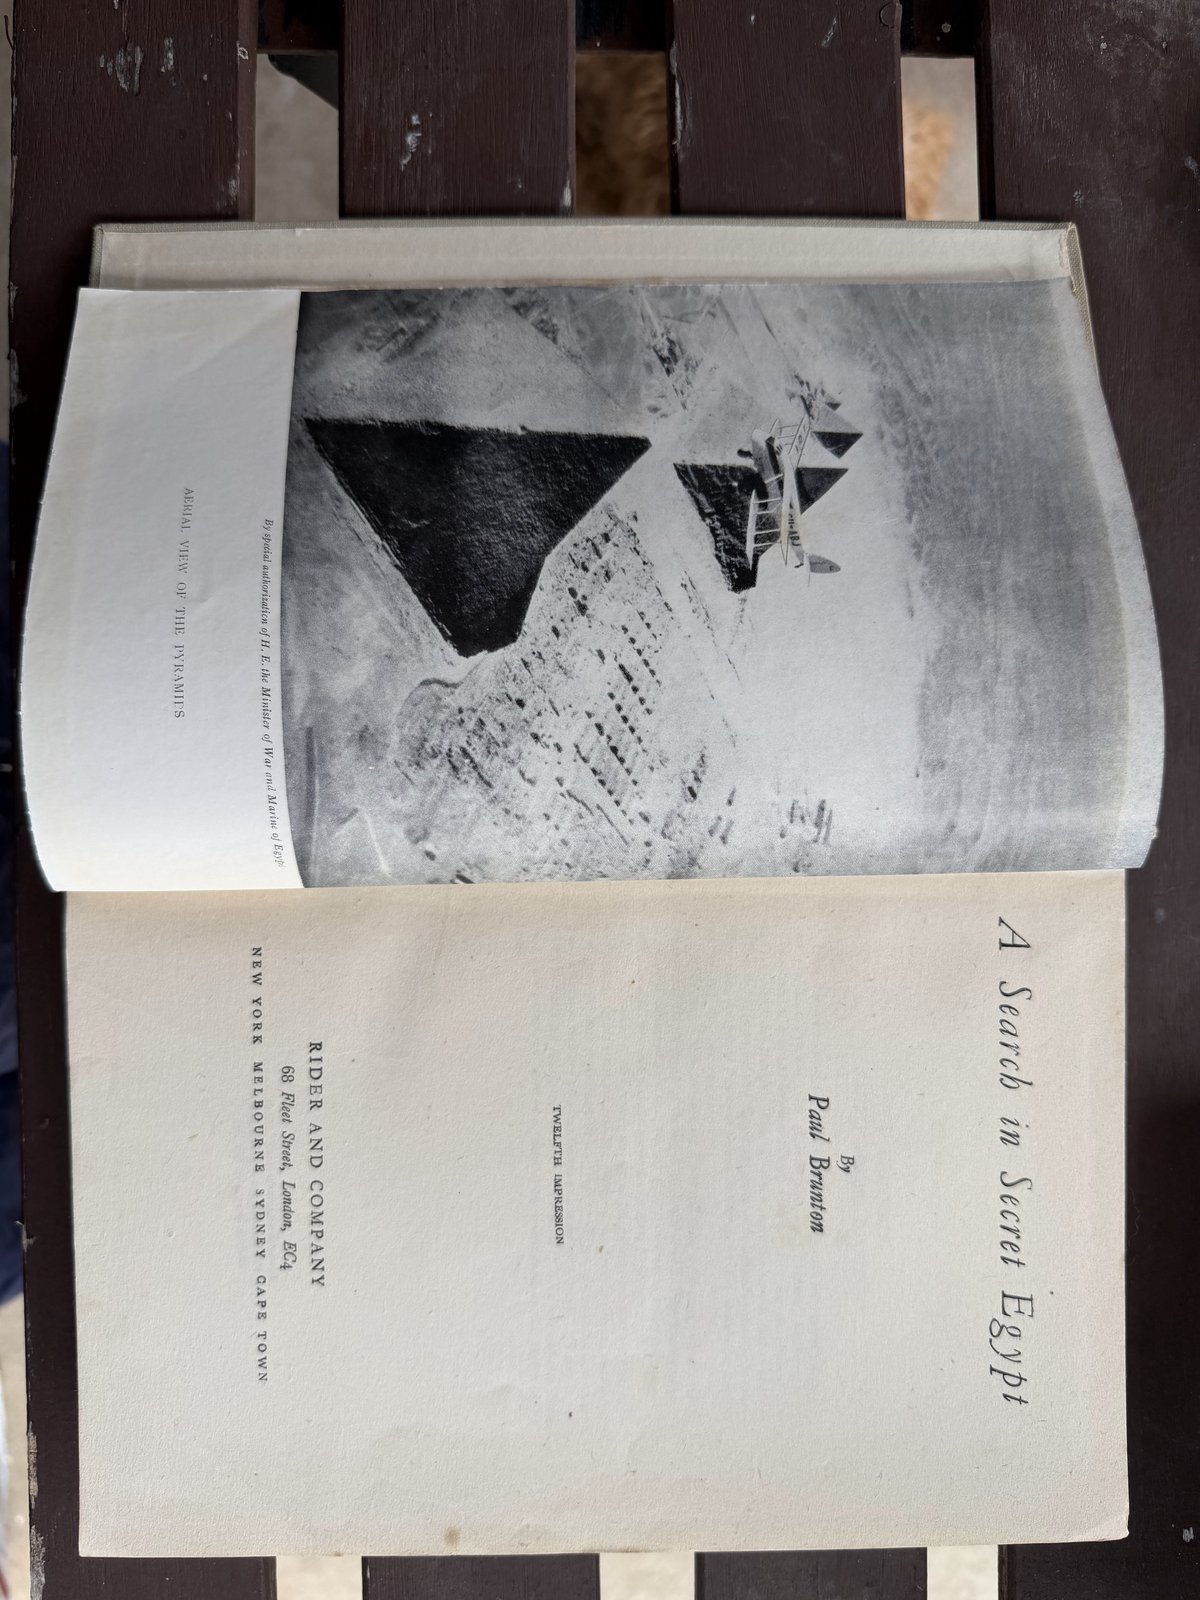 By special authorization of H. E. the Minister of War and Marine of Egypt
AERIAL VIEW OF THE PYRAMIDS
A Search in Secret Egypt
By
Paul Brunton
TWELFTH IMPRESSION
RIDER AND COMPANY
68 Fleet Street, London, EC4
NEW YORK MELBOURNE SYDNEY CAPE TOWN